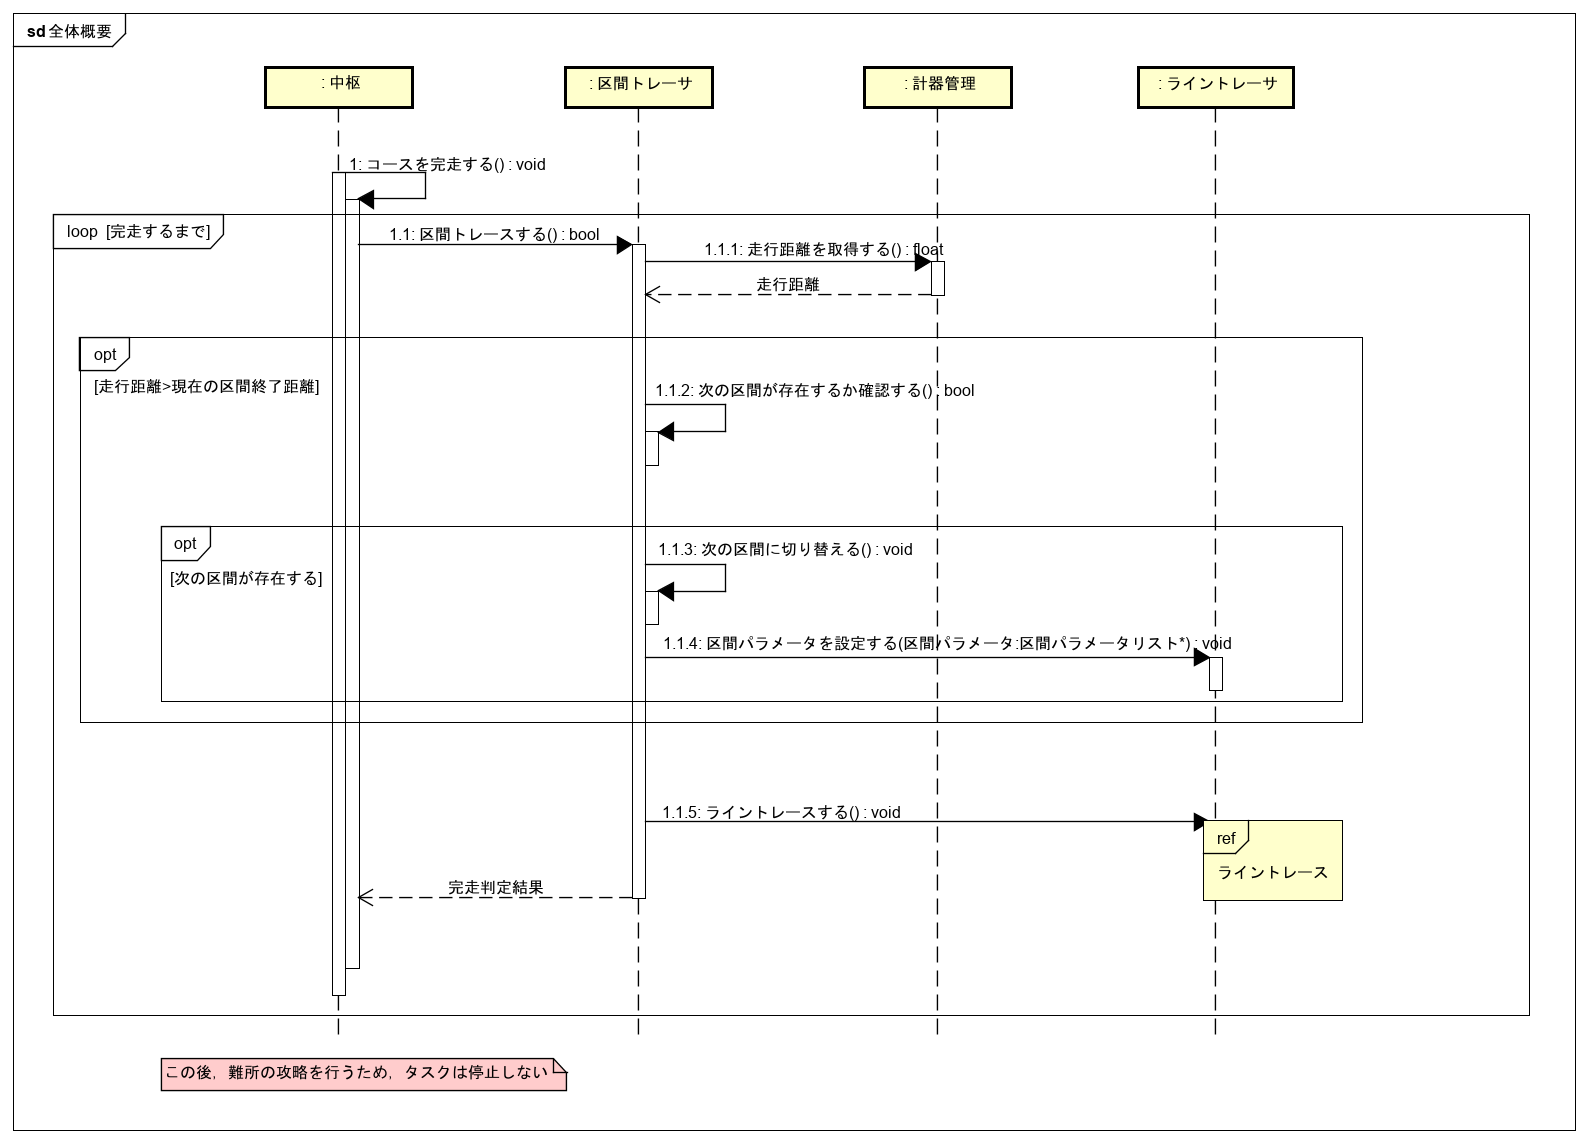 sd 全体概要
: 中枢
: 区間トレーサ
: 計器管理
: ライントレーサ
1: コースを完走する() : void
loop [完走するまで]
1.1: 区間トレースする() : bool
1.1.1: 走行距離を取得する() : float
走行距離
opt
[走行距離>現在の区間終了距離]
1.1.2: 次の区間が存在するか確認する() : bool
opt
1.1.3: 次の区間に切り替える() : void
[次の区間が存在する]
1.1.4: 区間パラメータを設定する(区間パラメータ:区間パラメータリスト*) : void
1.1.5: ライントレースする() : void
ref
ライントレース
完走判定結果
この後，難所の攻略を行うため，タスクは停止しない